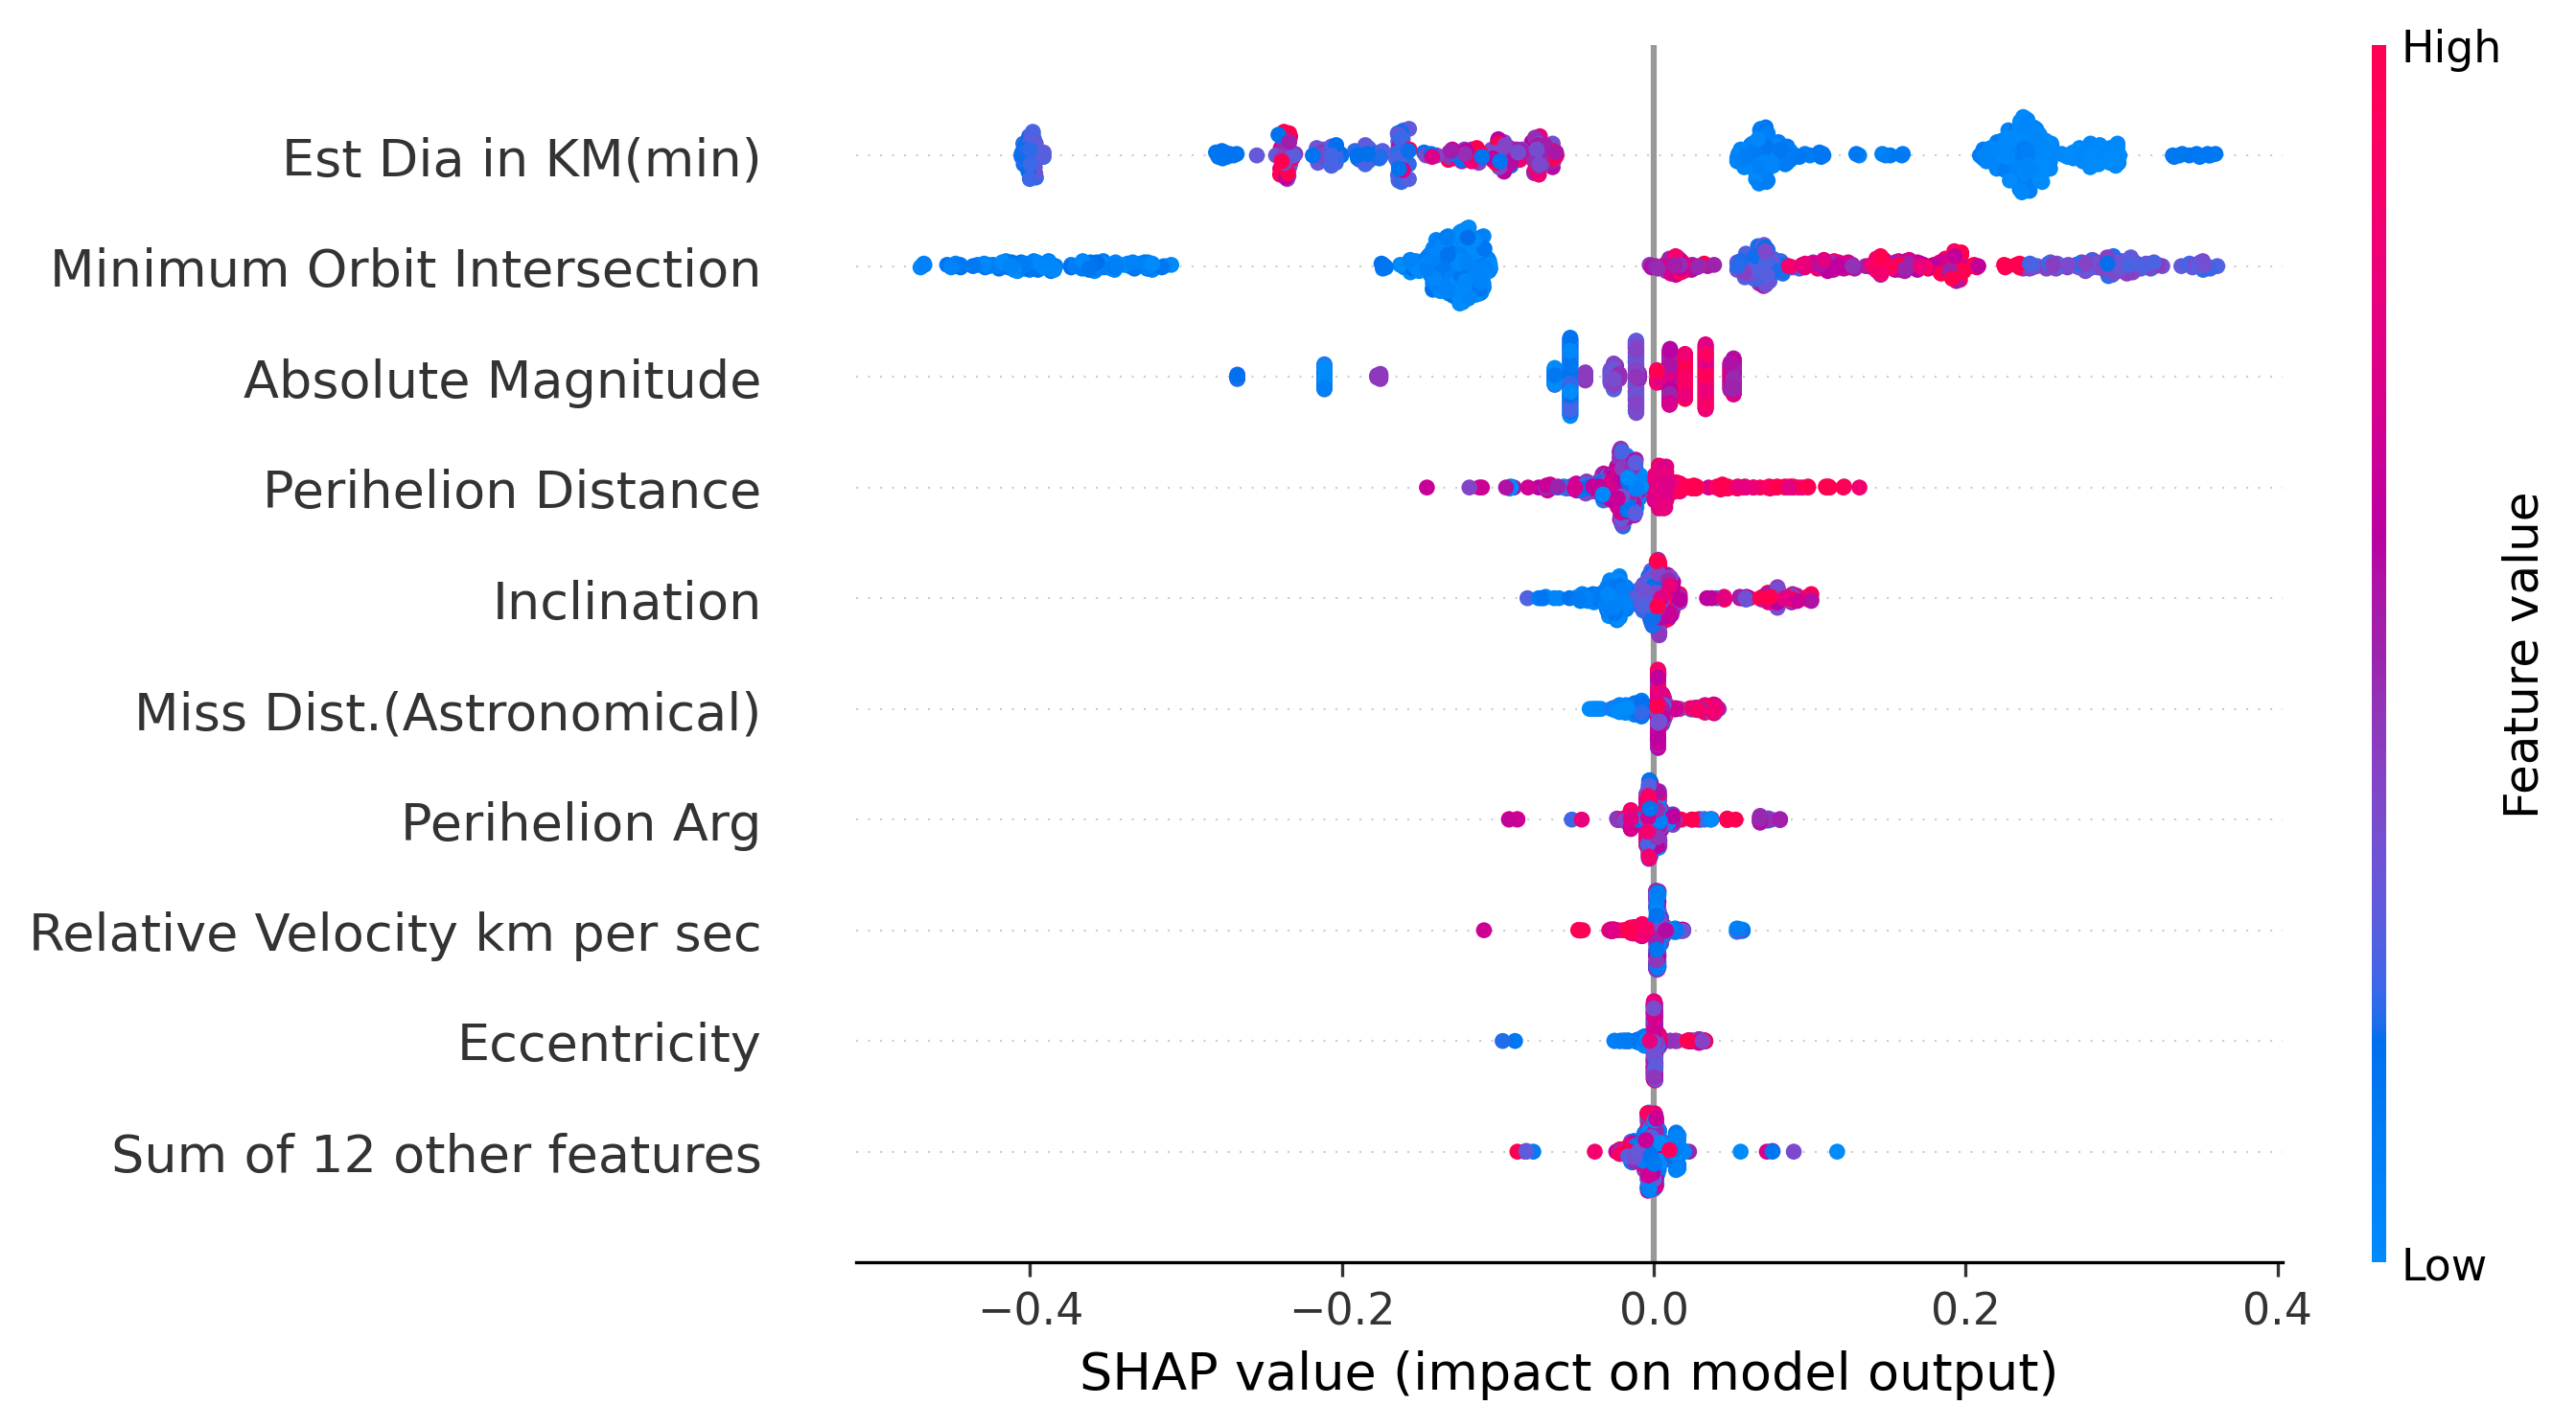 High
Est Dia in KM(min)
Minimum Orbit Intersection
Absolute Magnitude
Perihelion Distance
Inclination
Miss Dist.(Astronomical)
Perihelion Arg
Relative Velocity km per sec
Eccentricity
Sum of 12 other features
Feature value
Low
−0.4 −0.2 0.0 0.2 0.4
SHAP value (impact on model output)